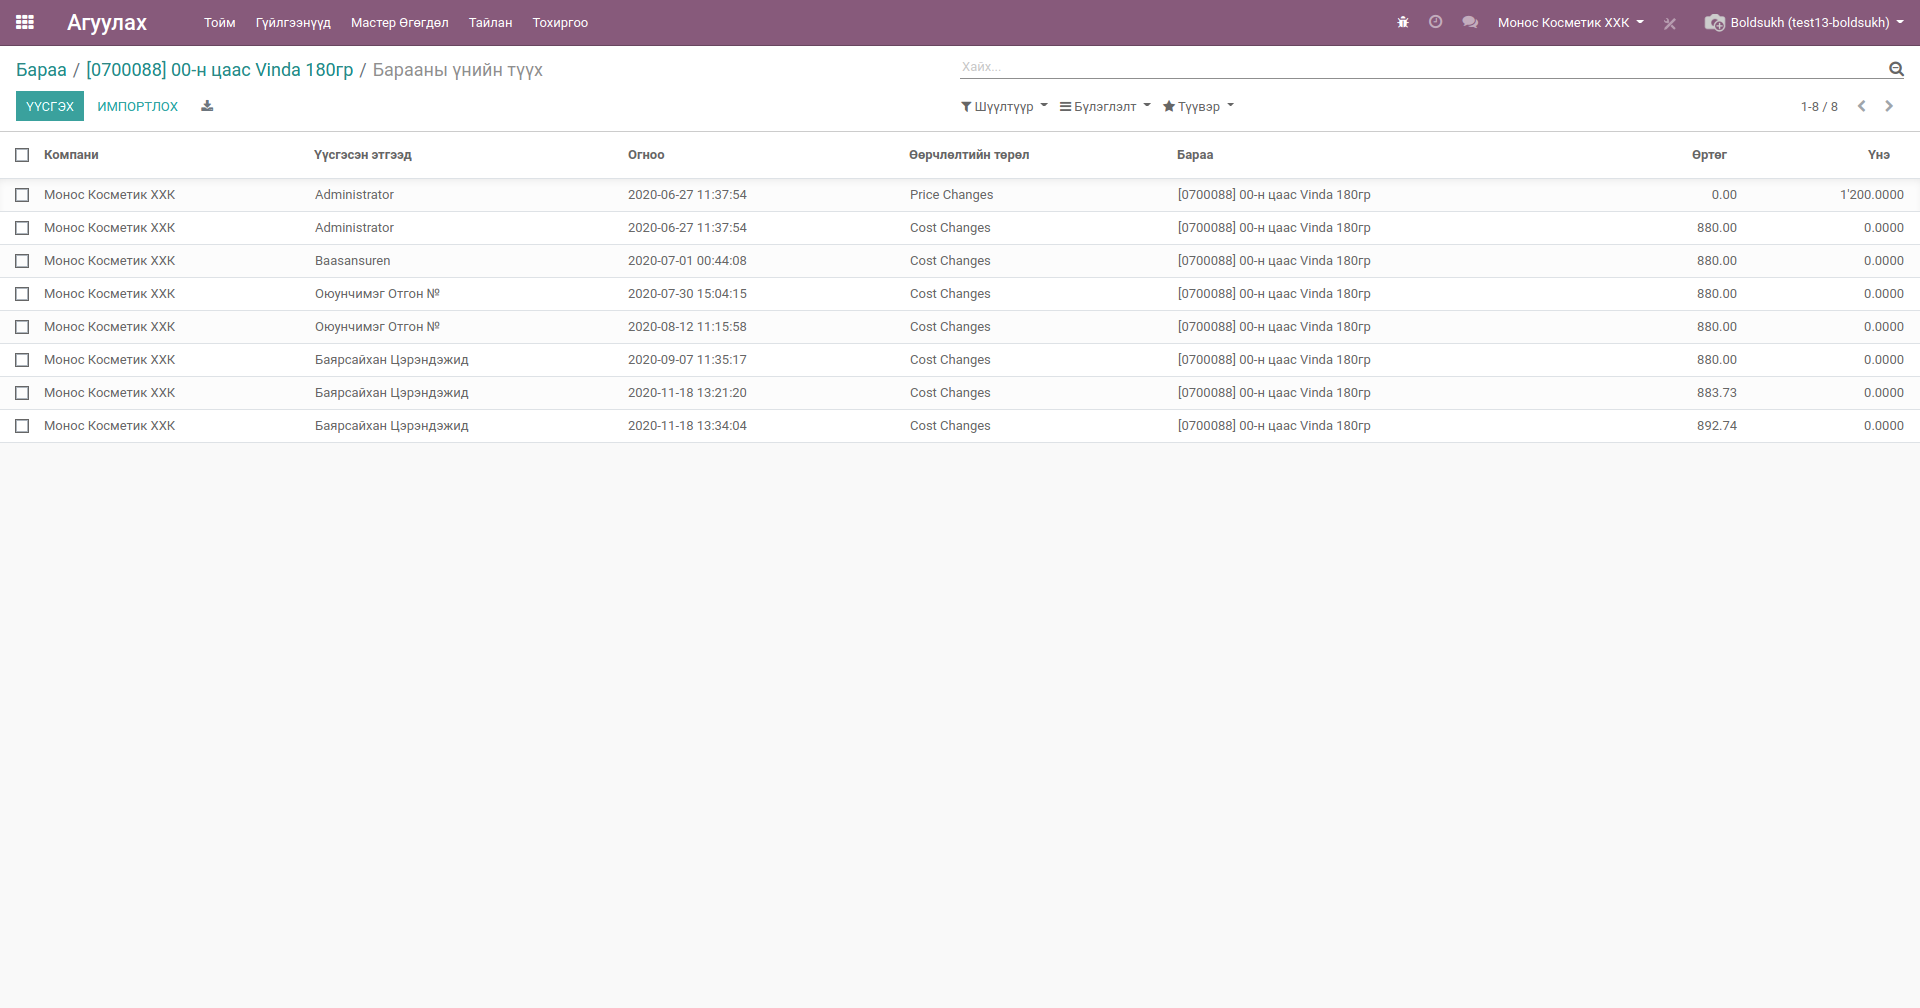 Агуулах Тойм Гүйлгээнүүд Мастер Өгөгдөл Тайлан Тохиргоо Монос Косметик ХХК Boldsukh (test13-boldsukh)
Бараа / [0700088] 00-н цаас Vinda 180гр / Барааны үнийн түүх
Хайх...
ҮҮСГЭХ ИМПОРТЛОХ Шүүлтүүр Бүлэглэлт Түүвэр 1-8 / 8
Компани Үүсгэсэн этгээд Огноо Өөрчлөлтийн төрөл Бараа Өртөг Үнэ
Монос Косметик ХХК Administrator 2020-06-27 11:37:54 Price Changes [0700088] 00-н цаас Vinda 180гр 0.00 1'200.0000
Монос Косметик ХХК Administrator 2020-06-27 11:37:54 Cost Changes [0700088] 00-н цаас Vinda 180гр 880.00 0.0000
Монос Косметик ХХК Baasansuren 2020-07-01 00:44:08 Cost Changes [0700088] 00-н цаас Vinda 180гр 880.00 0.0000
Монос Косметик ХХК Оюунчимэг Отгон № 2020-07-30 15:04:15 Cost Changes [0700088] 00-н цаас Vinda 180гр 880.00 0.0000
Монос Косметик ХХК Оюунчимэг Отгон № 2020-08-12 11:15:58 Cost Changes [0700088] 00-н цаас Vinda 180гр 880.00 0.0000
Монос Косметик ХХК Баярсайхан Цэрэндэжид 2020-09-07 11:35:17 Cost Changes [0700088] 00-н цаас Vinda 180гр 880.00 0.0000
Монос Косметик ХХК Баярсайхан Цэрэндэжид 2020-11-18 13:21:20 Cost Changes [0700088] 00-н цаас Vinda 180гр 883.73 0.0000
Монос Косметик ХХК Баярсайхан Цэрэндэжид 2020-11-18 13:34:04 Cost Changes [0700088] 00-н цаас Vinda 180гр 892.74 0.0000